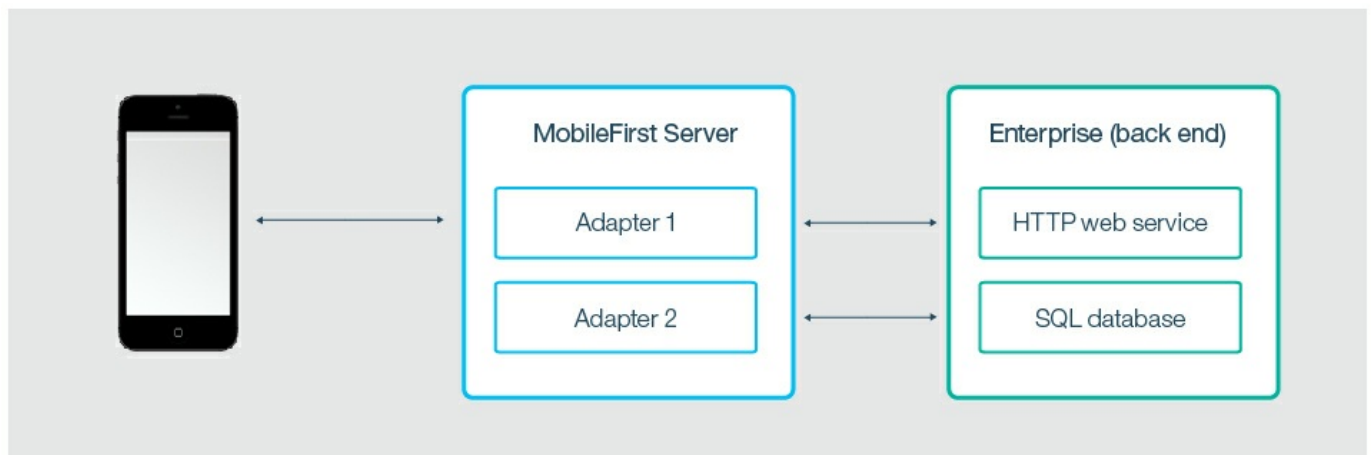 MobileFirst Server
Adapter 1
Adapter 2
Enterprise (back end)
HTTP web service
SQL database